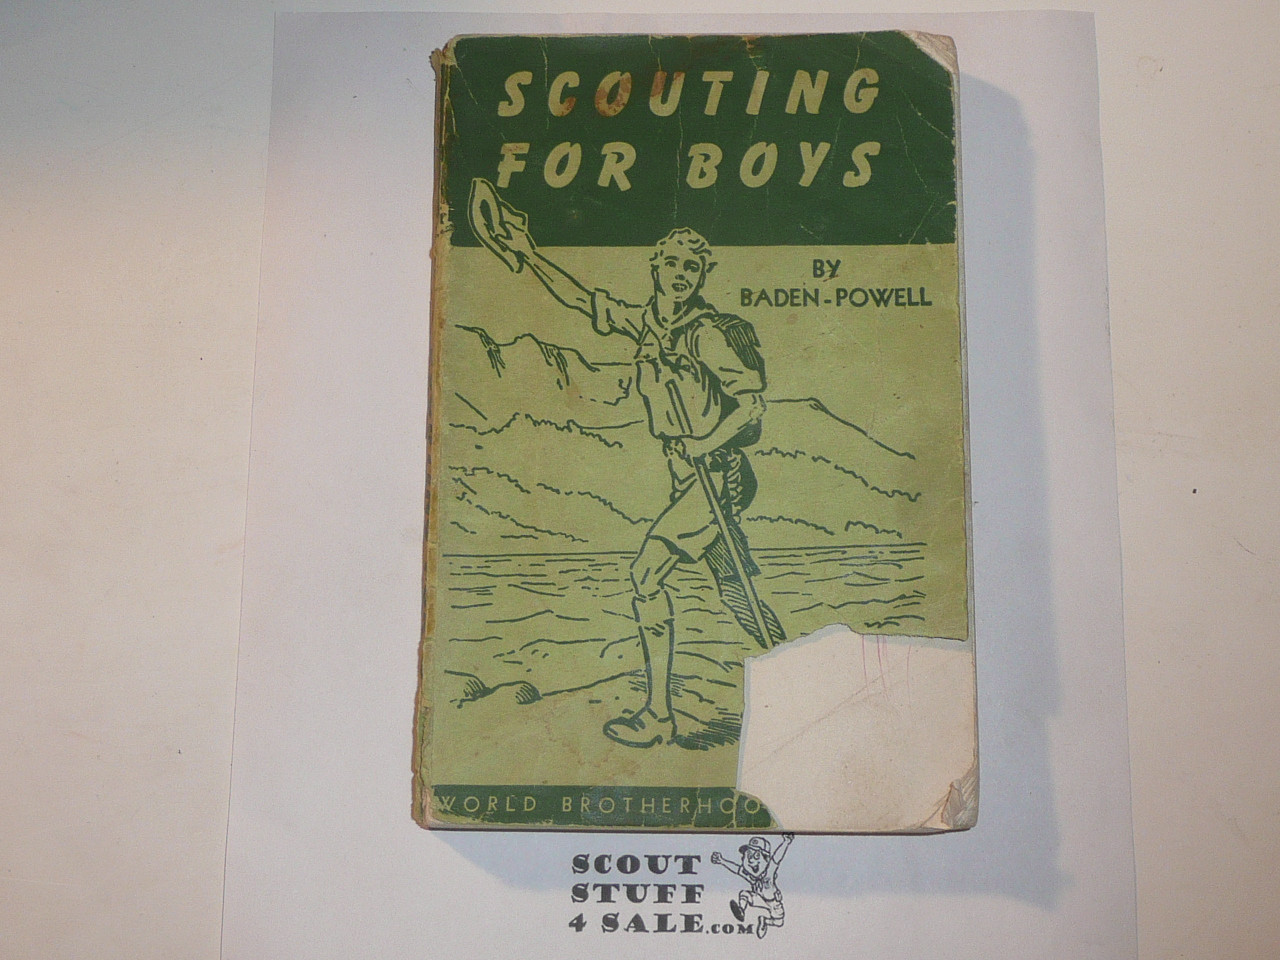 SCOUTING
FOR BOYS
BY
BADEN-POWELL
WORLD BROTHERHOO
SCOUT
STUFF
4 SALE.COM